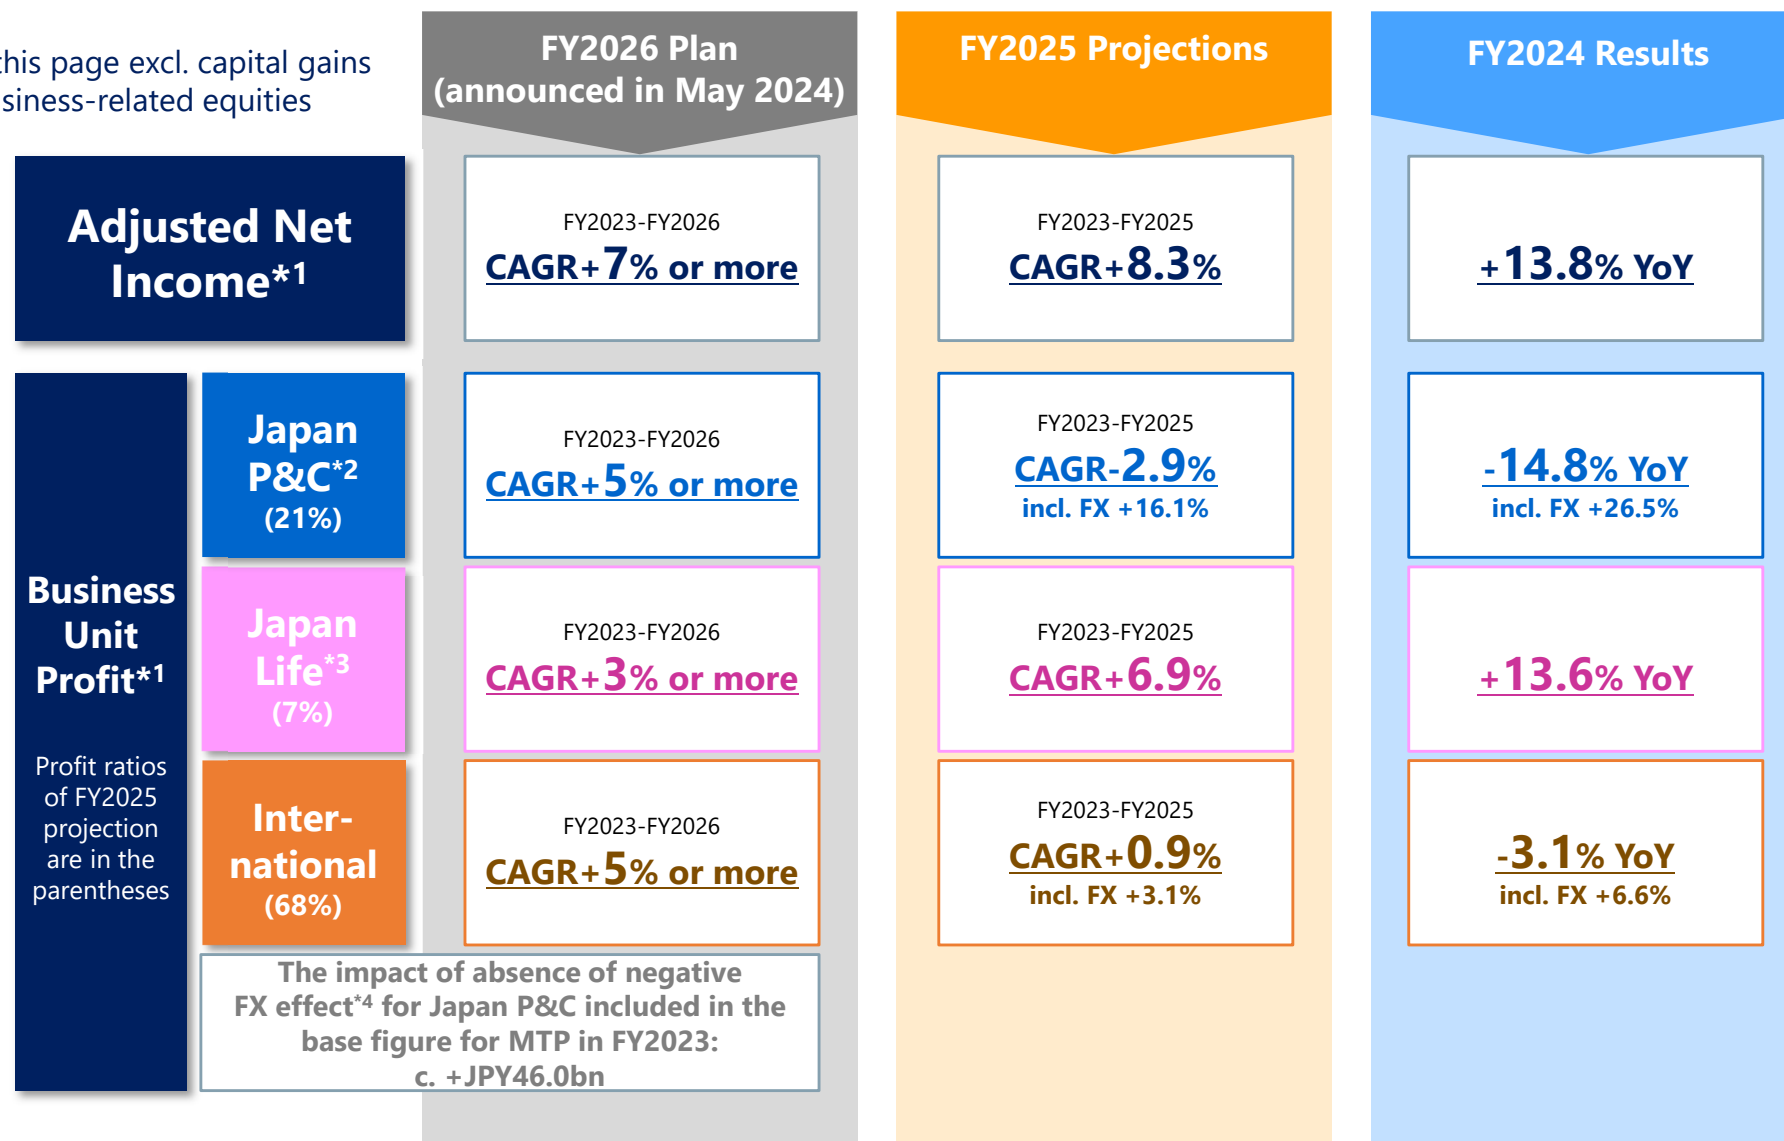 this page excl. capital gains
siness-related equities
FY2026 Plan
(announced in May 2024)
FY2025 Projections
FY2024 Results
Adjusted Net
Income*1
FY2023-FY2026
CAGR+7% or more
FY2023-FY2025
CAGR+8.3%
+13.8% YoY
Business
Unit
Profit*1
Profit ratios
of FY2025
projection
are in the
parentheses
Japan
P&C*2
(21%)
FY2023-FY2026
CAGR+5% or more
FY2023-FY2025
CAGR-2.9%
incl. FX +16.1%
-14.8% YoY
incl. FX +26.5%
Japan
Life*3
(7%)
FY2023-FY2026
CAGR+3% or more
FY2023-FY2025
CAGR+6.9%
+13.6% YoY
Inter-
national
(68%)
FY2023-FY2026
CAGR+5% or more
FY2023-FY2025
CAGR+0.9%
incl. FX +3.1%
-3.1% YoY
incl. FX +6.6%
The impact of absence of negative
FX effect*4 for Japan P&C included in the
base figure for MTP in FY2023:
c. +JPY46.0bn